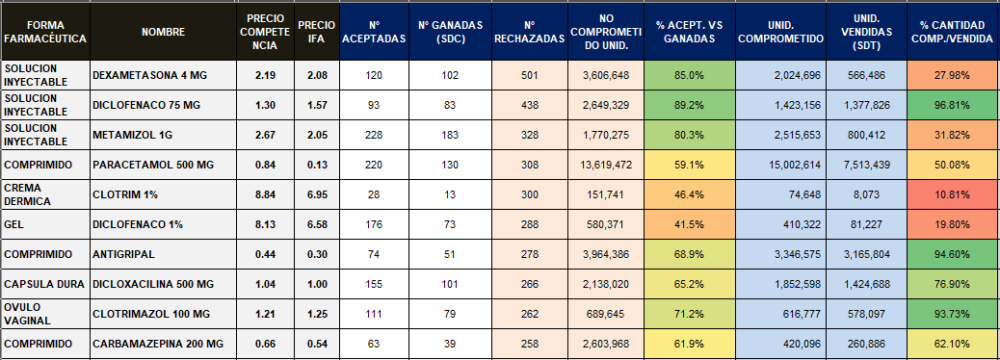 FORMA FARMACÉUTICA NOMBRE PRECIO COMPETENCIA PRECIO IFA Nº ACEPTADAS Nº GANADAS (SDC) Nº RECHAZADAS NO COMPROMETIDO UNID. % ACEPT. VS GANADAS UNID. COMPROMETIDO UNID. VENDIDAS (SDT) % CANTIDAD COMP./VENDIDA
SOLUCION INYECTABLE DEXAMETASONA 4 MG 2.19 2.08 120 102 501 3,606,648 85.0% 2,024,696 566,486 27.98%
SOLUCION INYECTABLE DICLOFENACO 75 MG 1.30 1.57 93 83 438 2,649,329 89.2% 1,423,156 1,377,826 96.81%
SOLUCION INYECTABLE METAMIZOL 1G 2.67 2.05 228 183 328 1,770,275 80.3% 2,515,653 800,412 31.82%
COMPRIMIDO PARACETAMOL 500 MG 0.84 0.13 220 130 308 13,619,472 59.1% 15,002,614 7,513,439 50.08%
CREMA DERMICA CLOTRIM 1% 8.84 6.95 28 13 300 151,741 46.4% 74,648 8,073 10.81%
GEL DICLOFENACO 1% 8.13 6.58 176 73 288 580,371 41.5% 410,322 81,227 19.80%
COMPRIMIDO ANTIGRIPAL 0.44 0.30 74 51 278 3,964,386 68.9% 3,346,575 3,165,804 94.60%
CAPSULA DURA DICLOXACILINA 500 MG 1.04 1.00 155 101 266 2,138,020 65.2% 1,852,598 1,424,688 76.90%
OVULO VAGINAL CLOTRIMAZOL 100 MG 1.21 1.25 111 79 262 689,645 71.2% 616,777 578,097 93.73%
COMPRIMIDO CARBAMAZEPINA 200 MG 0.66 0.54 63 39 258 2,603,968 61.9% 420,096 260,886 62.10%